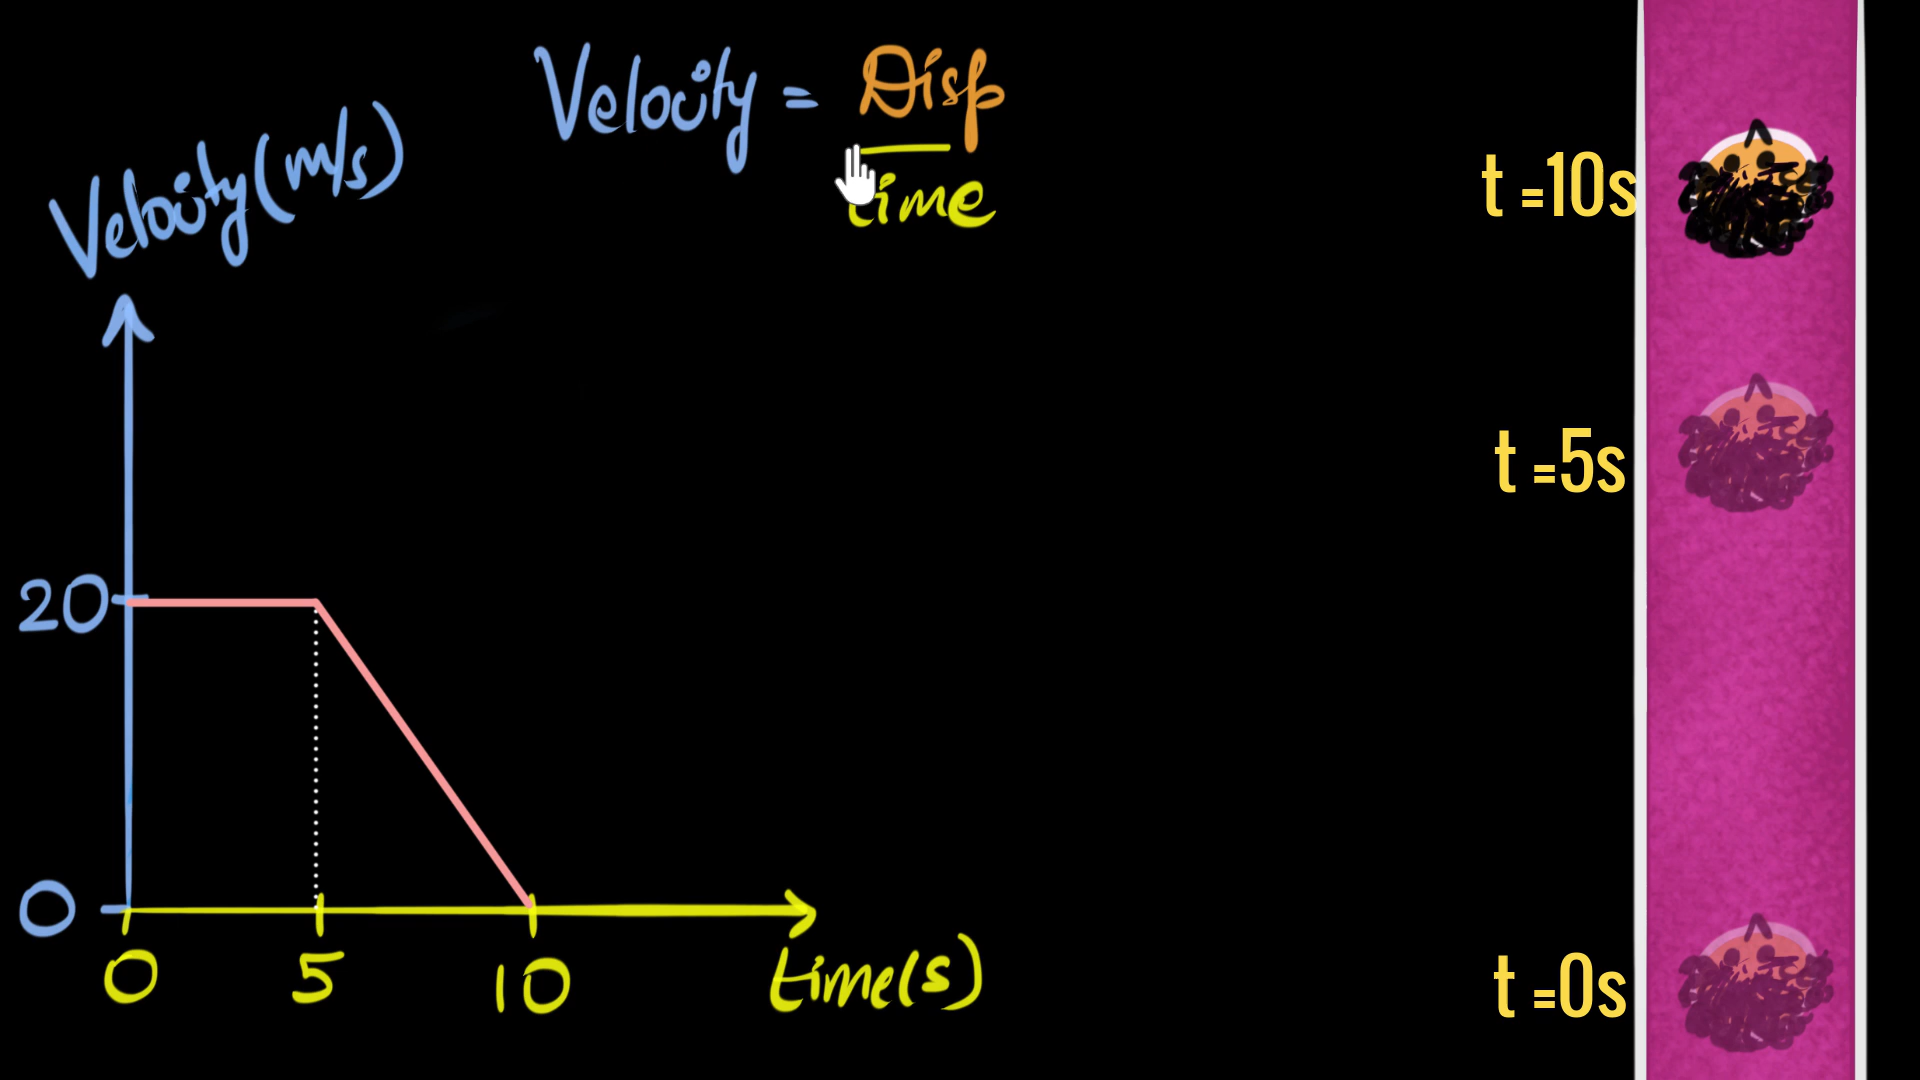 Velocity = Disp
time
Velocity (m/s)
20
0
0 5 10 time(s)
t =10s
t =5s
t =0s